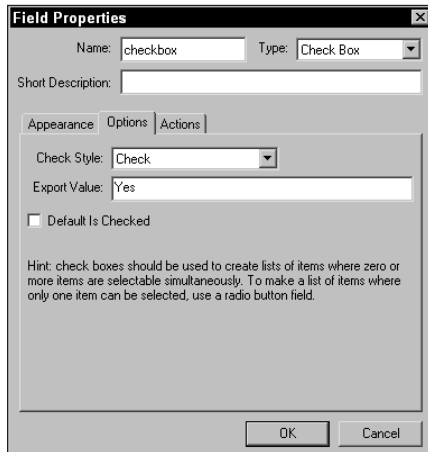 Field Properties
Name: checkbox Type: Check Box
Short Description:
Appearance Options Actions
Check Style: Check
Export Value: Yes
Default Is Checked
Hint: check boxes should be used to create lists of items where zero or
more items are selectable simultaneously. To make a list of items where
only one item can be selected, use a radio button field.
OK Cancel